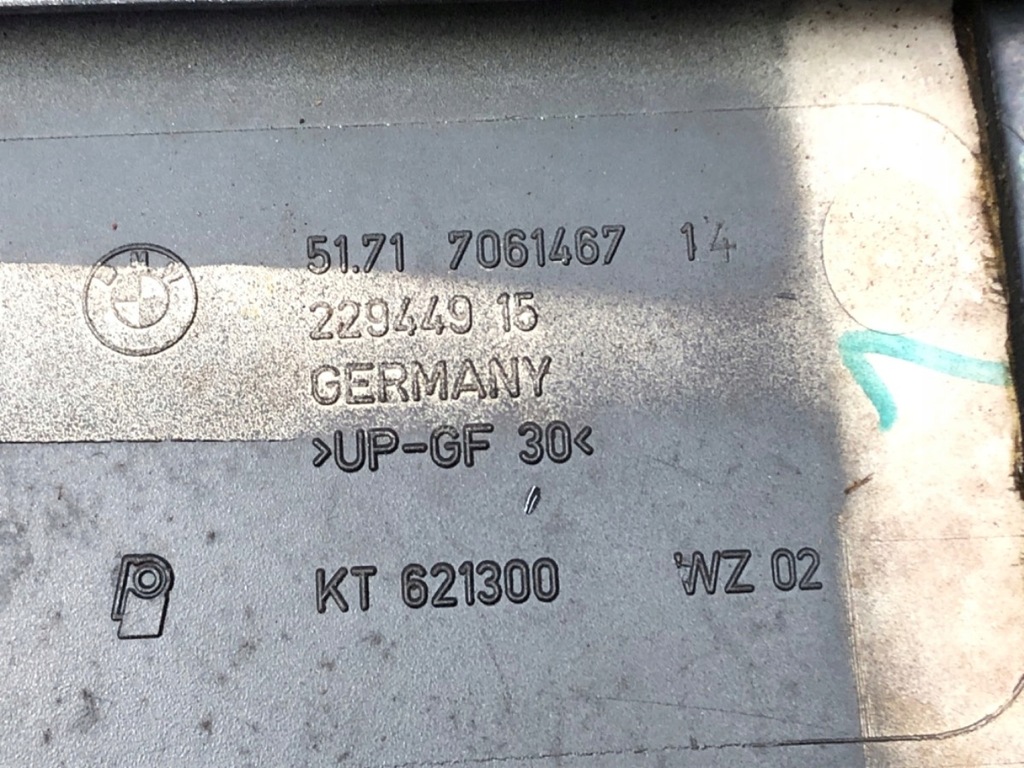 51.71 7061467 14
229449 15
GERMANY
>UP-GF 30<
KT 621300 WZ 02